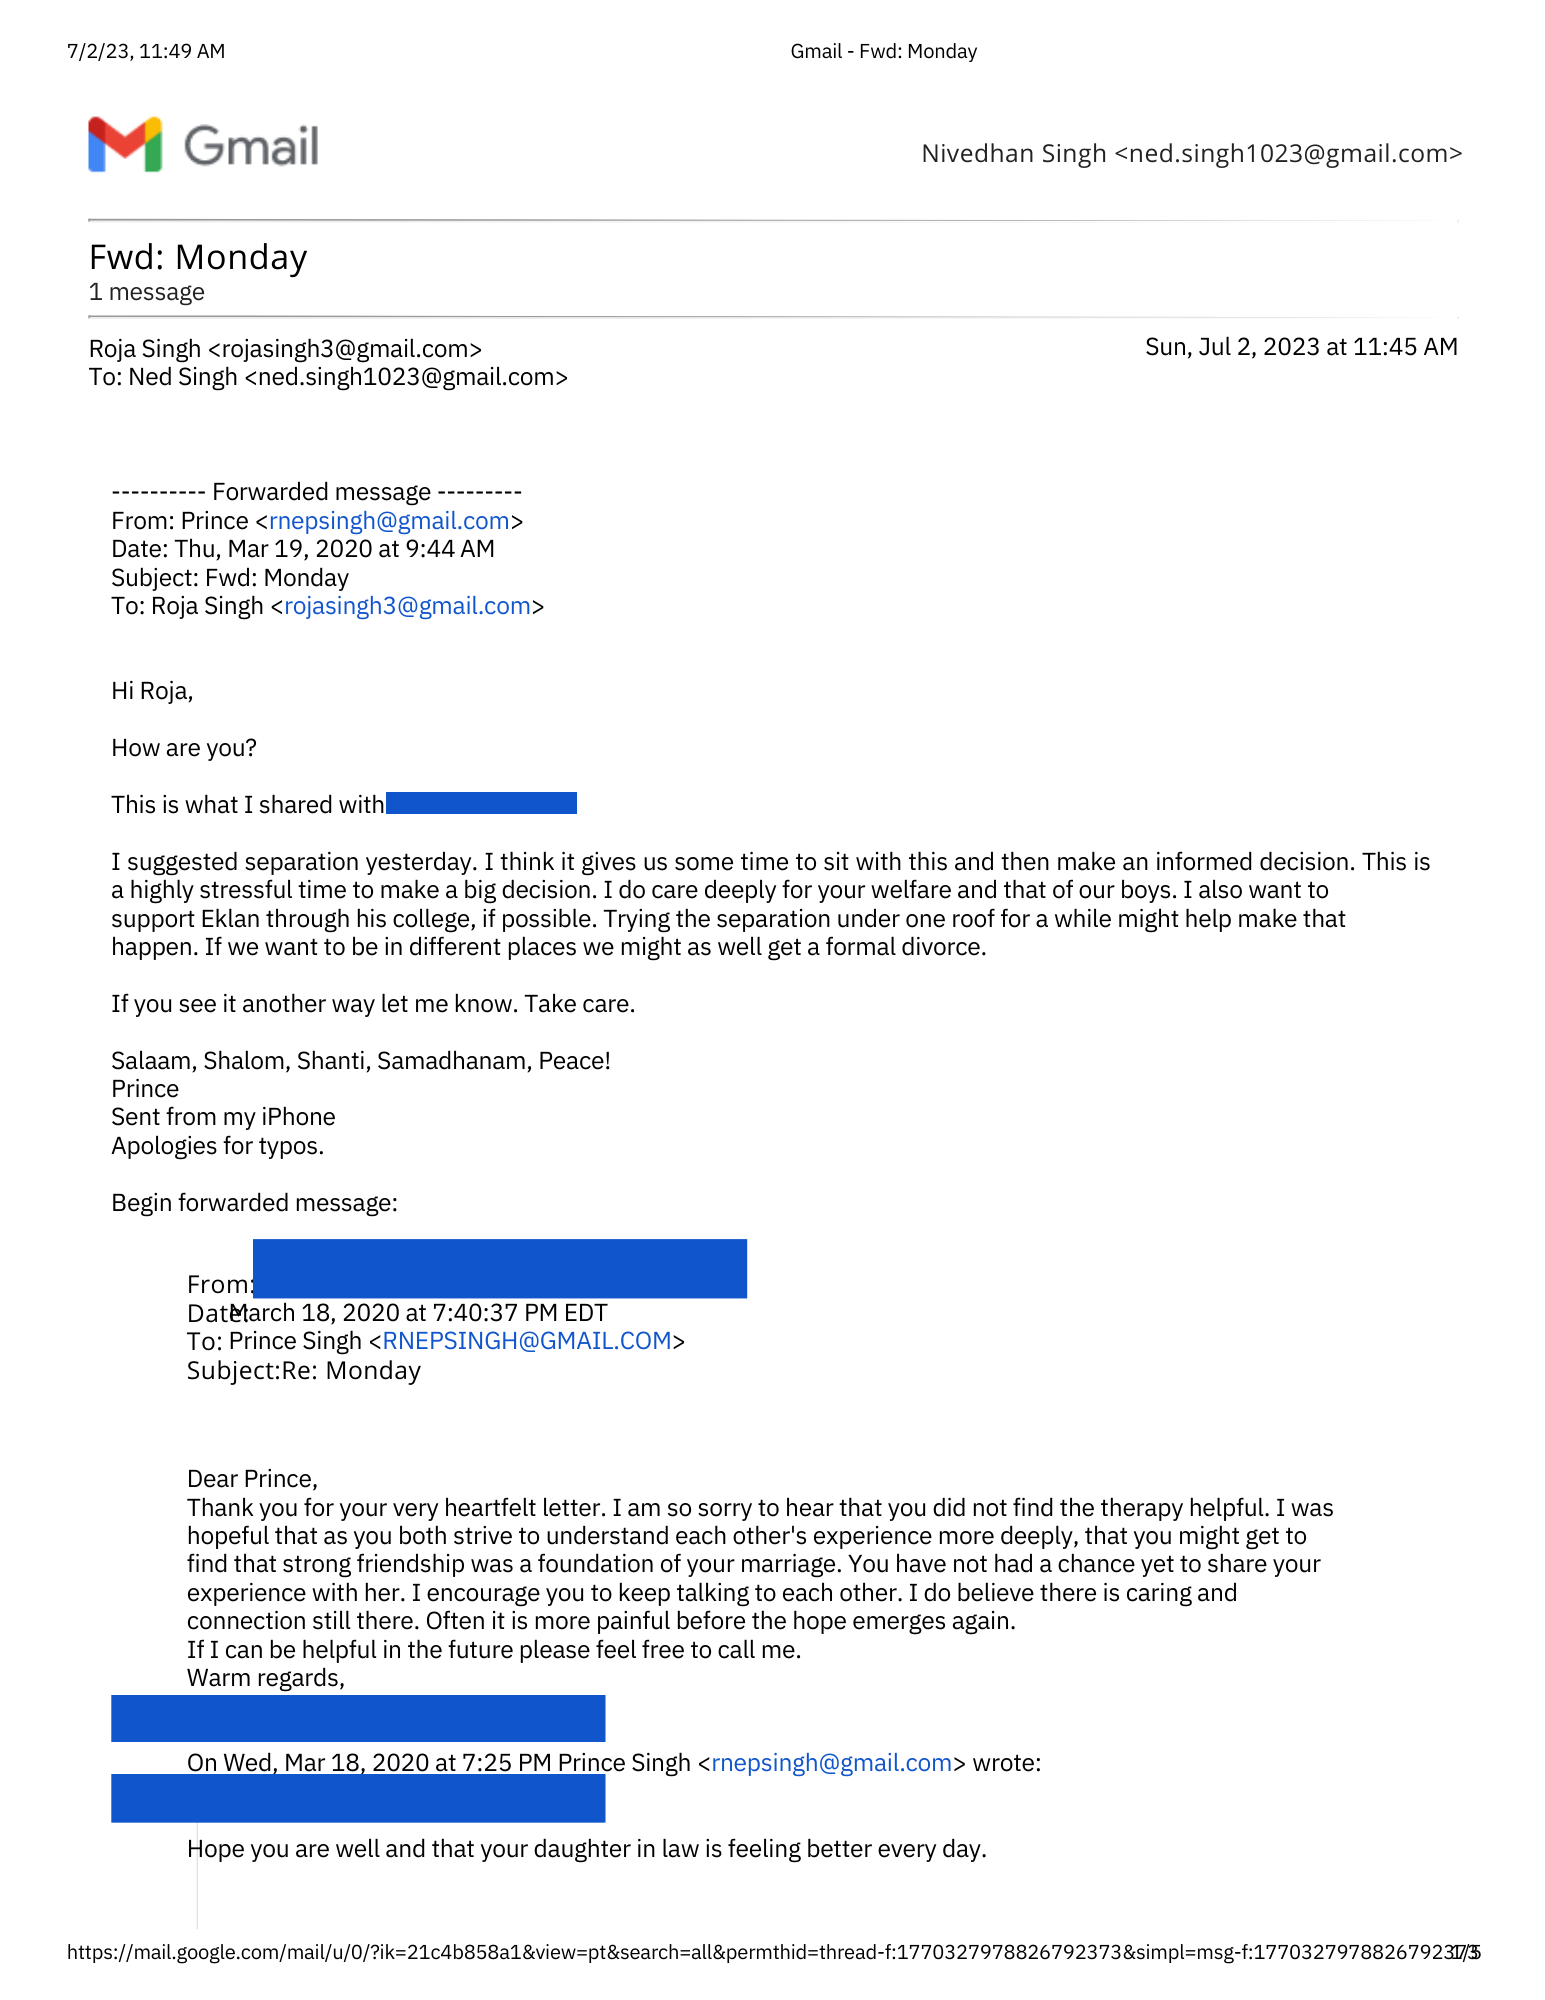 7/2/23, 11:49 AM Gmail - Fwd: Monday
Gmail Nivedhan Singh <ned.singh1023@gmail.com>
Fwd: Monday
1 message
Roja Singh <rojasingh3@gmail.com> Sun, Jul 2, 2023 at 11:45 AM
To: Ned Singh <ned.singh1023@gmail.com>
---------- Forwarded message ---------
From: Prince <rnepsingh@gmail.com>
Date: Thu, Mar 19, 2020 at 9:44 AM
Subject: Fwd: Monday
To: Roja Singh <rojasingh3@gmail.com>
Hi Roja,
How are you?
This is what I shared with
I suggested separation yesterday. I think it gives us some time to sit with this and then make an informed decision. This is
a highly stressful time to make a big decision. I do care deeply for your welfare and that of our boys. I also want to
support Eklan through his college, if possible. Trying the separation under one roof for a while might help make that
happen. If we want to be in different places we might as well get a formal divorce.
If you see it another way let me know. Take care.
Salaam, Shalom, Shanti, Samadhanam, Peace!
Prince
Sent from my iPhone
Apologies for typos.
Begin forwarded message:
From:
Date: March 18, 2020 at 7:40:37 PM EDT
To: Prince Singh <RNEPSINGH@GMAIL.COM>
Subject:Re: Monday
Dear Prince,
Thank you for your very heartfelt letter. I am so sorry to hear that you did not find the therapy helpful. I was
hopeful that as you both strive to understand each other's experience more deeply, that you might get to
find that strong friendship was a foundation of your marriage. You have not had a chance yet to share your
experience with her. I encourage you to keep talking to each other. I do believe there is caring and
connection still there. Often it is more painful before the hope emerges again.
If I can be helpful in the future please feel free to call me.
Warm regards,
On Wed, Mar 18, 2020 at 7:25 PM Prince Singh <rnepsingh@gmail.com> wrote:
Hope you are well and that your daughter in law is feeling better every day.
https://mail.google.com/mail/u/0/?ik=21c4b858a1&view=pt&search=all&permthid=thread-f:1770327978826792373&simpl=msg-f:1770327978826792373 1/5